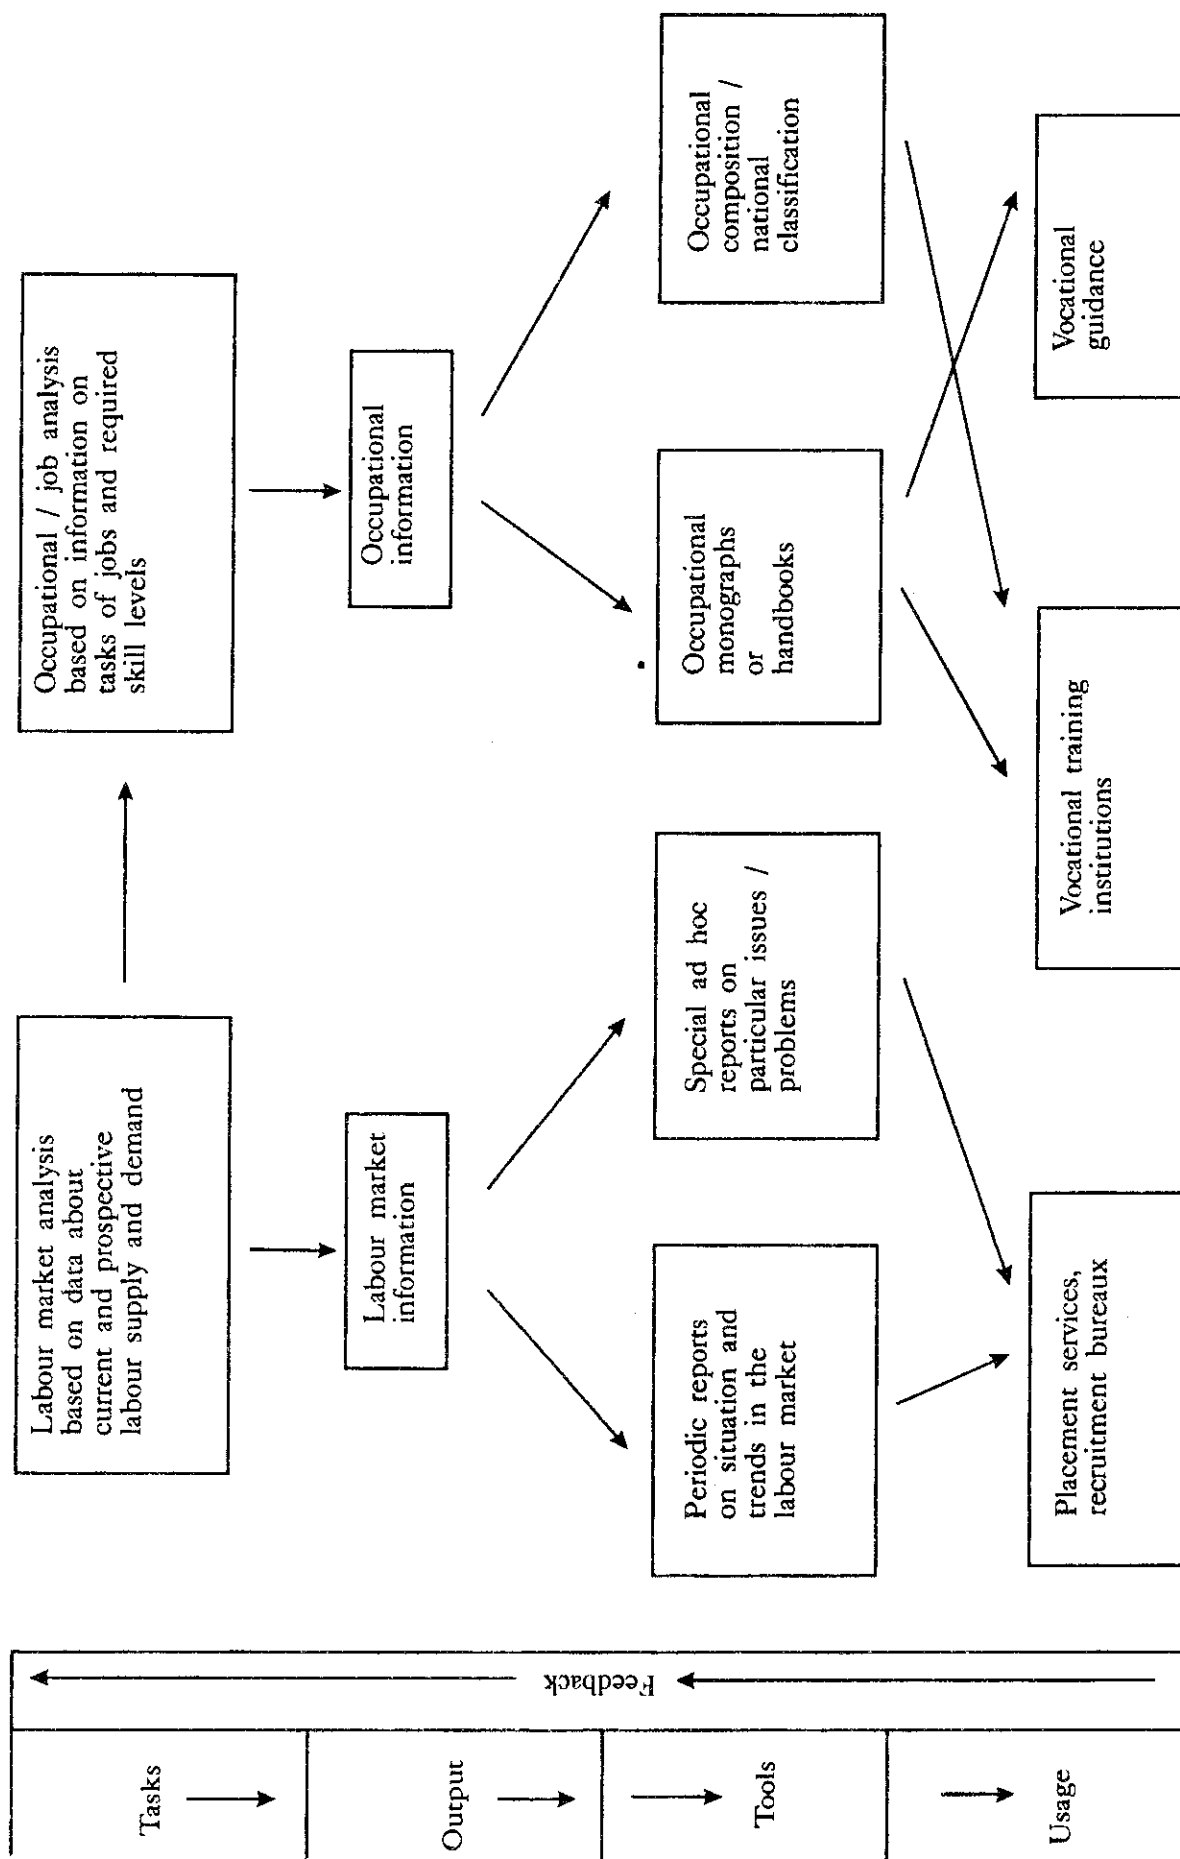 Tasks
Output
Tools
Usage
Feedback
Labour market analysis
based on data about
current and prospective
labour supply and demand
Occupational / job analysis
based on information on
tasks of jobs and required
skill levels
Labour market
information
Occupational
information
Periodic reports
on situation and
trends in the
labour market
Special ad hoc
reports on
particular issues /
problems
Occupational
monographs
or
handbooks
Occupational
composition /
national
classification
Placement services,
recruitment bureaux
Vocational training
institutions
Vocational
guidance